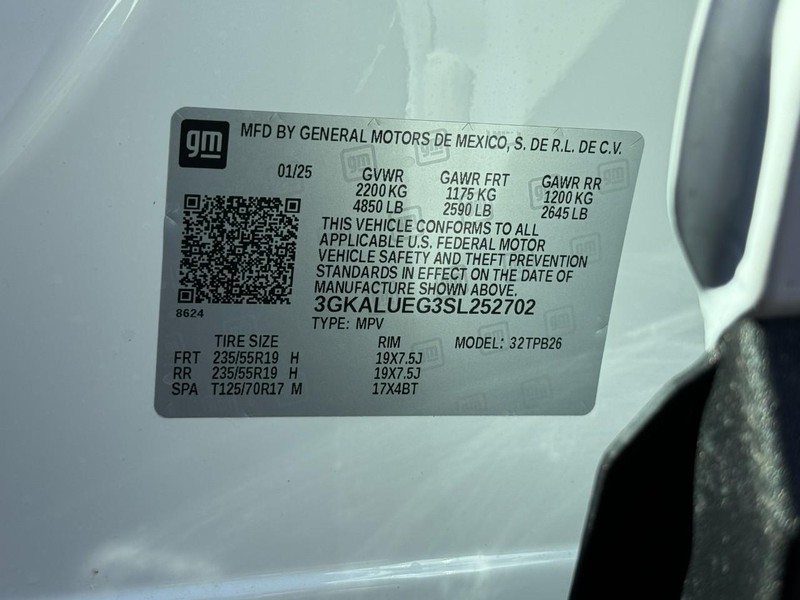 gm MFD BY GENERAL MOTORS DE MEXICO, S. DE R.L. DE C.V.
01/25 GVWR GAWR FRT GAWR RR
2200 KG 1175 KG 1200 KG
4850 LB 2590 LB 2645 LB
THIS VEHICLE CONFORMS TO ALL
APPLICABLE U.S. FEDERAL MOTOR
VEHICLE SAFETY AND THEFT PREVENTION
STANDARDS IN EFFECT ON THE DATE OF
MANUFACTURE SHOWN ABOVE.
3GKALUEG3SL252702
8624
TYPE: MPV
TIRE SIZE RIM MODEL: 32TPB26
FRT 235/55R19 H 19X7.5J
RR 235/55R19 H 19X7.5J
SPA T125/70R17 M 17X4BT